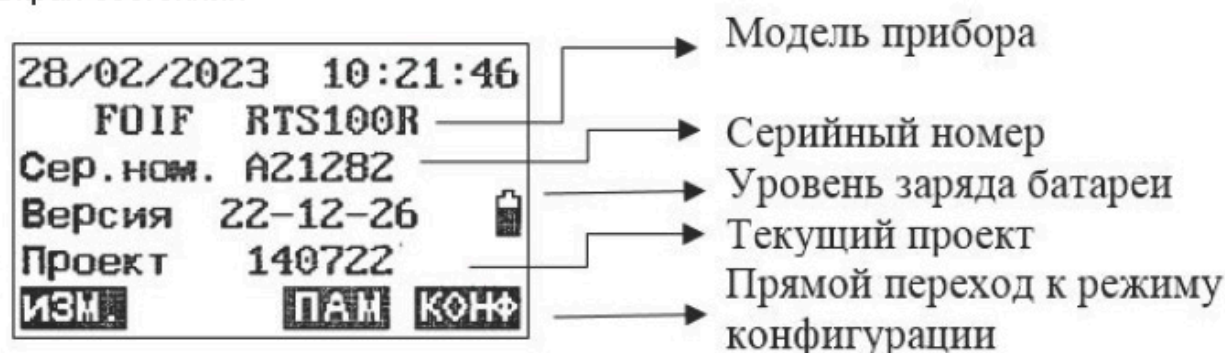 28/02/2023 10:21:46
FOIF RTS100R
Сер.ном. A21282
Версия 22-12-26
Проект 140722
ИЗМ. ПАМ КОНФ
Модель прибора
Серийный номер
Уровень заряда батареи
Текущий проект
Прямой переход к режиму
конфигурации